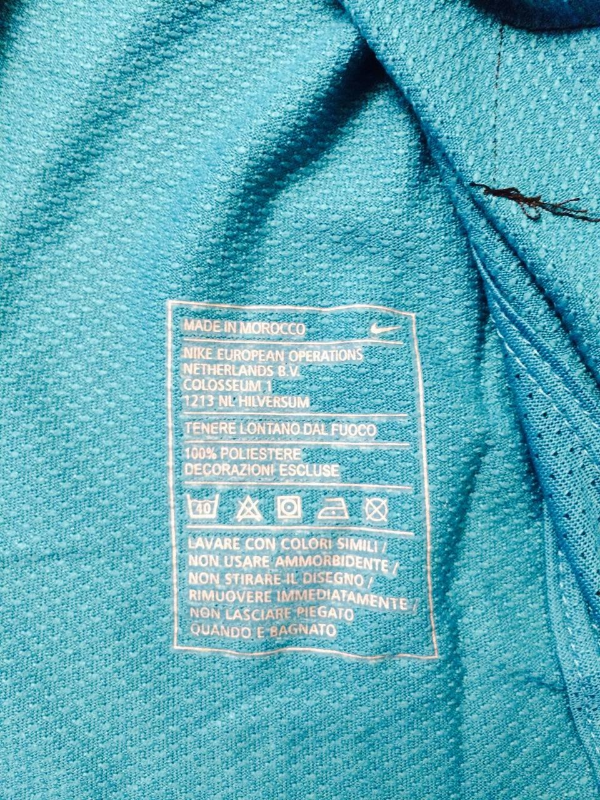 MADE IN MOROCCO
NIKE EUROPEAN OPERATIONS
NETHERLANDS B.V.
COLOSSEUM 1
1213 NL HILVERSUM
TENERE LONTANO DAL FUOCO
100% POLIESTERE
DECORAZIONI ESCLUSE
40
LAVARE CON COLORI SIMILI /
NON USARE AMMORBIDENTE /
NON STIRARE IL DISEGNO /
RIMUOVERE IMMEDIATAMENTE /
NON LASCIARE PIEGATO
QUANDO E BAGNATO